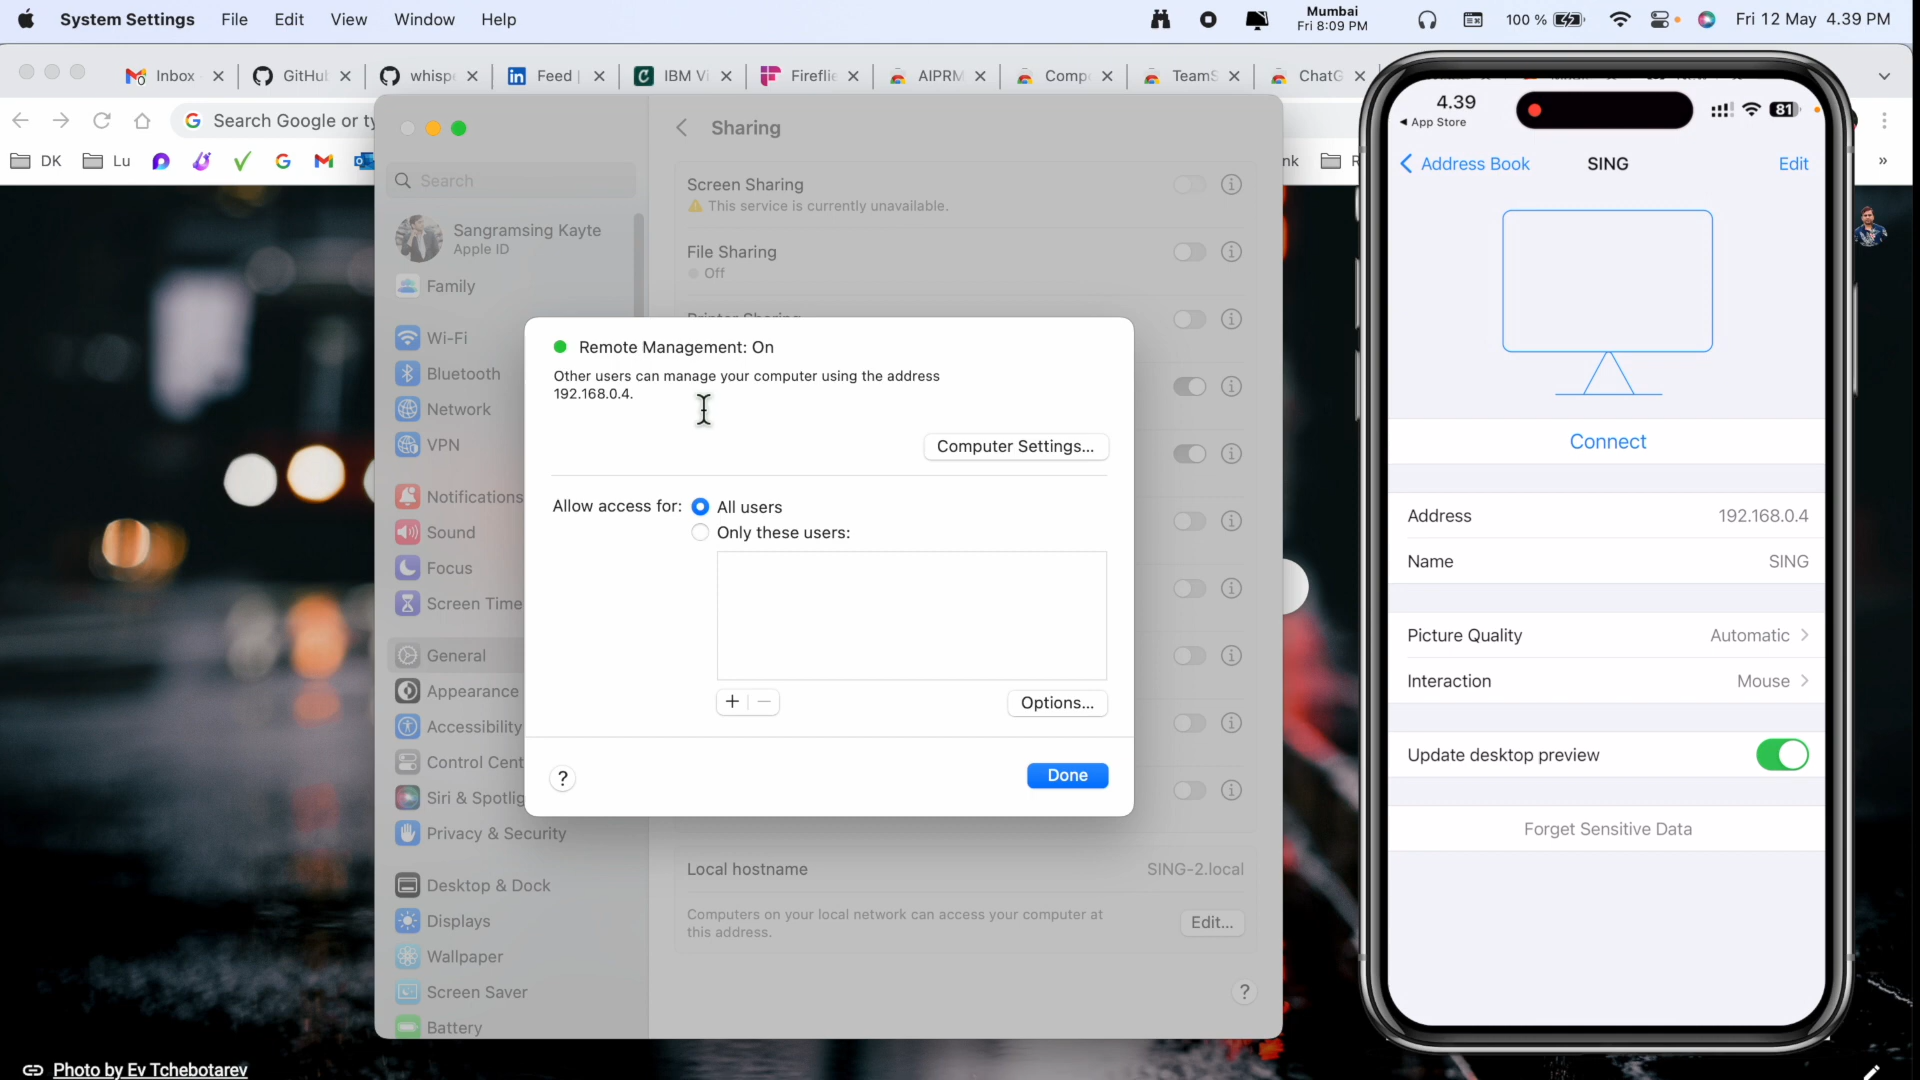 System Settings File Edit View Window Help
Mumbai
Fri 8:09 PM
100 %
Fri 12 May 4.39 PM
Inbox
GitHu
whisp
Feed
IBM Vi
Firefli
AIPRM
Comp
TeamS
ChatG
Search Google or ty
DK
Lu
nk
R
Sharing
Search
Sangramsing Kayte
Apple ID
Family
Wi-Fi
Bluetooth
Network
VPN
Notifications
Sound
Focus
Screen Time
General
Appearance
Accessibility
Control Cent
Siri & Spotlig
Privacy & Security
Desktop & Dock
Displays
Wallpaper
Screen Saver
Battery
Screen Sharing
This service is currently unavailable.
File Sharing
Off
Printer Sharing
Remote Management: On
Other users can manage your computer using the address
192.168.0.4.
Computer Settings...
Allow access for:
All users
Only these users:
Options...
?
Done
Local hostname
SING-2.local
Computers on your local network can access your computer at
this address.
Edit...
?
4.39
App Store
81
Address Book
SING
Edit
Connect
Address
192.168.0.4
Name
SING
Picture Quality
Automatic
Interaction
Mouse
Update desktop preview
Forget Sensitive Data
Photo by Ev Tchebotarev